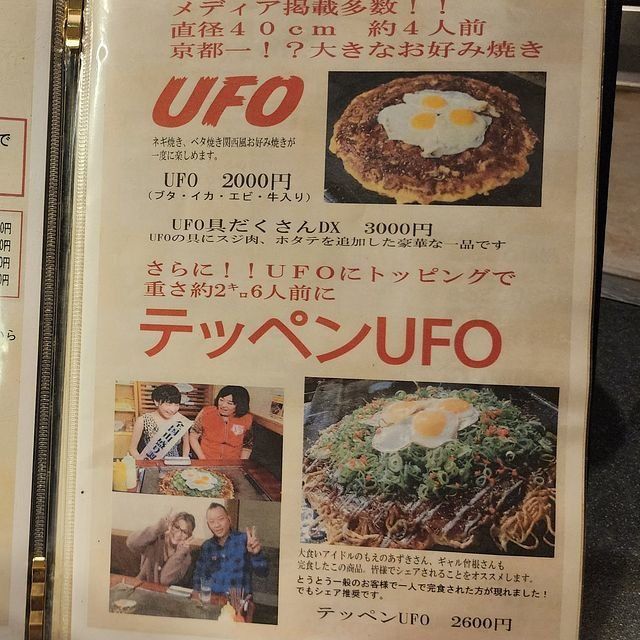 メディア掲載多数！！
直径４０ｃｍ　約４人前
京都一！？大きなお好み焼き
UFO
ネギ焼き、ベタ焼き関西風お好み焼きが
一度に楽しめます。
UFO　2000円
(ブタ・イカ・エビ・牛入り)
UFO具だくさんDX　3000円
UFOの具にスジ肉、ホタテを追加した豪華な一品です
さらに！！ＵＦＯにトッピングで
重さ約2㌔6人前に
テッペンUFO
大食いアイドルのもえのあずきさん、ギャル曾根さんも
完食したこの商品。皆様でシェアされることをオススメします。
とうとう一般のお客様で一人で完食された方が現れました！
でもシェア推奨です。
テッペンUFO　2600円
で
0円
0円
0円
0円
から